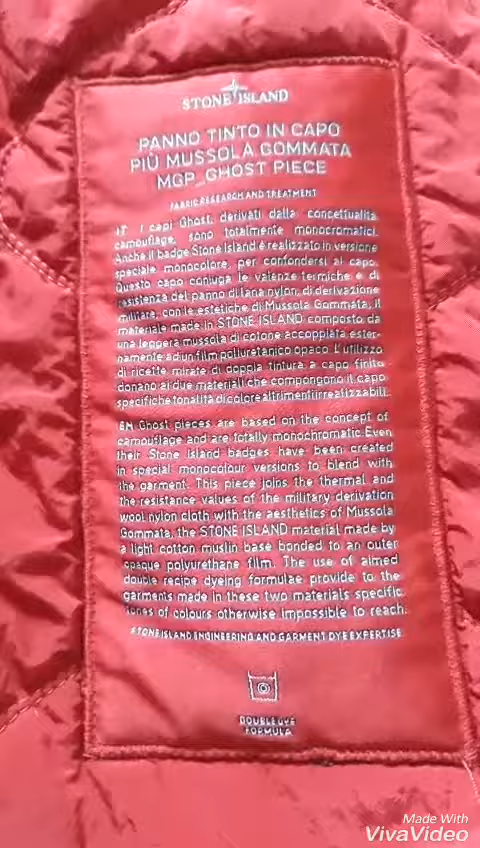 STONE ISLAND
PANNO TINTO IN CAPO
PIÙ MUSSOLA GOMMATA
MGP_GHOST PIECE
FABRIC RESEARCH AND TREATMENT
IT I capi Ghost, derivati dalla concettualità
camouflage, sono totalmente monocromatici.
Anche il badge Stone Island è realizzato in versione
speciale monocolore, per confondersi al capo.
Questo capo coniuga le valenze termiche e di
resistenza del panno di lana nylon, di derivazione
militare, con le estetiche di Mussola Gommata, il
materiale made in STONE ISLAND composto da
una leggera mussola di cotone accoppiata ester-
namente ad un film poliuretanico opaco. L'utilizzo
di ricette mirate di doppia tintura a capo finito
donano ai due materiali che compongono il capo
specifiche tonalità di colore altrimenti irrealizzabili.
EN Ghost pieces are based on the concept of
camouflage and are totally monochromatic. Even
their Stone Island badges have been created
in special monocolour versions to blend with
the garment. This piece joins the thermal and
the resistance values of the military derivation
wool nylon cloth with the aesthetics of Mussola
Gommata, the STONE ISLAND material made by
a light cotton muslin base bonded to an outer
opaque polyurethane film. The use of aimed
double recipe dyeing formulae provide to the
garments made in these two materials specific
tones of colours otherwise impossible to reach.
STONE ISLAND ENGINEERING AND GARMENT DYE EXPERTISE
DOUBLE DYE
FORMULA
Made With
VivaVideo